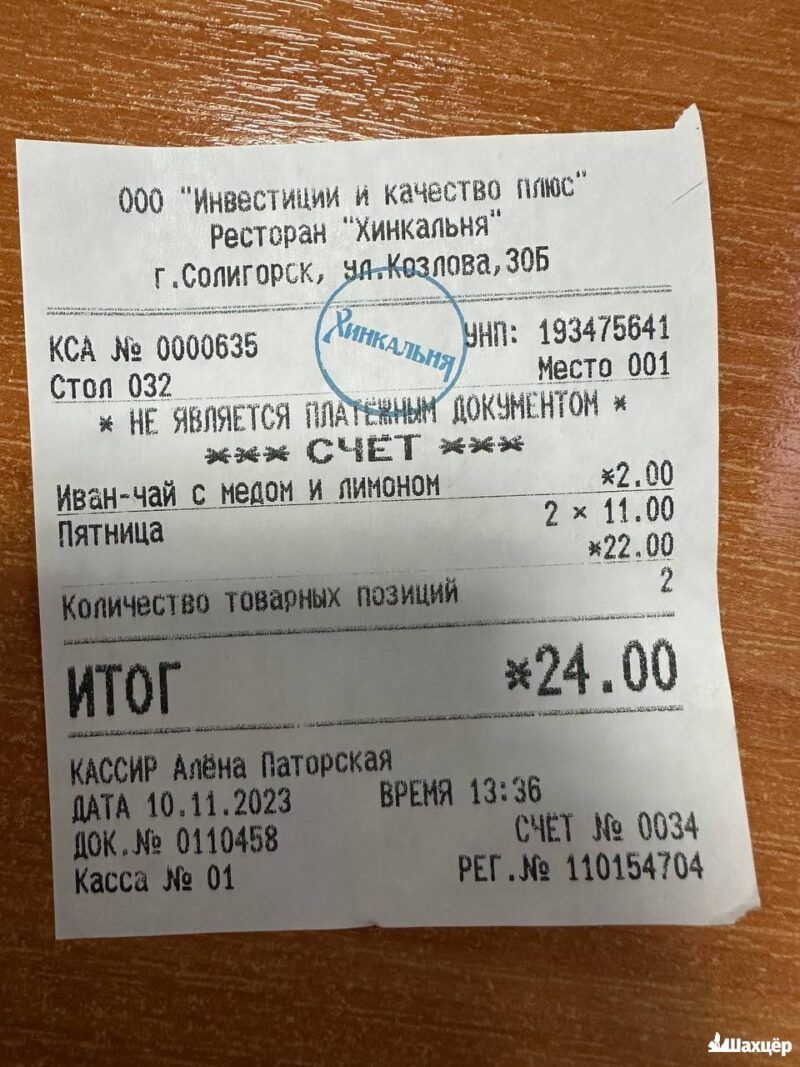 ООО "Инвестиции и качество плюс"
Ресторан "Хинкальня"
г.Солигорск, ул.Козлова,30Б
Хинкальня
КСА № 0000635 УНП: 193475641
Стол 032 Место 001
* НЕ ЯВЛЯЕТСЯ ПЛАТЁЖНЫМ ДОКУМЕНТОМ *
*** СЧЁТ ***
Иван-чай с медом и лимоном *2.00
Пятница 2 × 11.00
*22.00
Количество товарных позиций 2
ИТОГ *24.00
КАССИР Алёна Паторская
ДАТА 10.11.2023 ВРЕМЯ 13:36
ДОК.№ 0110458 СЧЁТ № 0034
Касса № 01 РЕГ.№ 110154704
Шахцёр